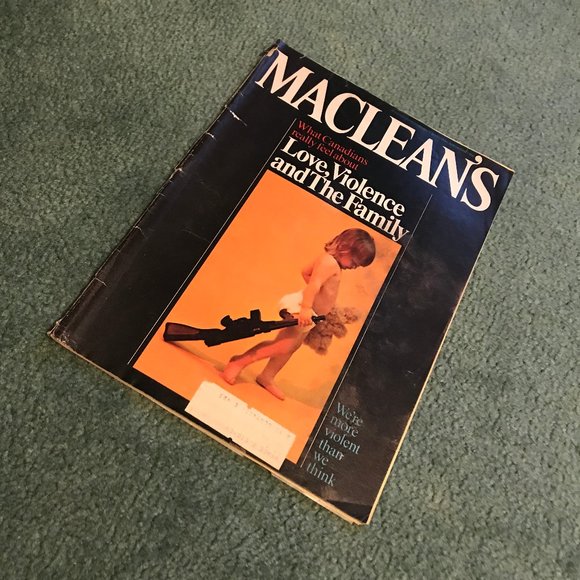 MACLEAN'S
What Canadians
really feel about
Love, Violence
and The Family
We're
more
violent
than
we
think